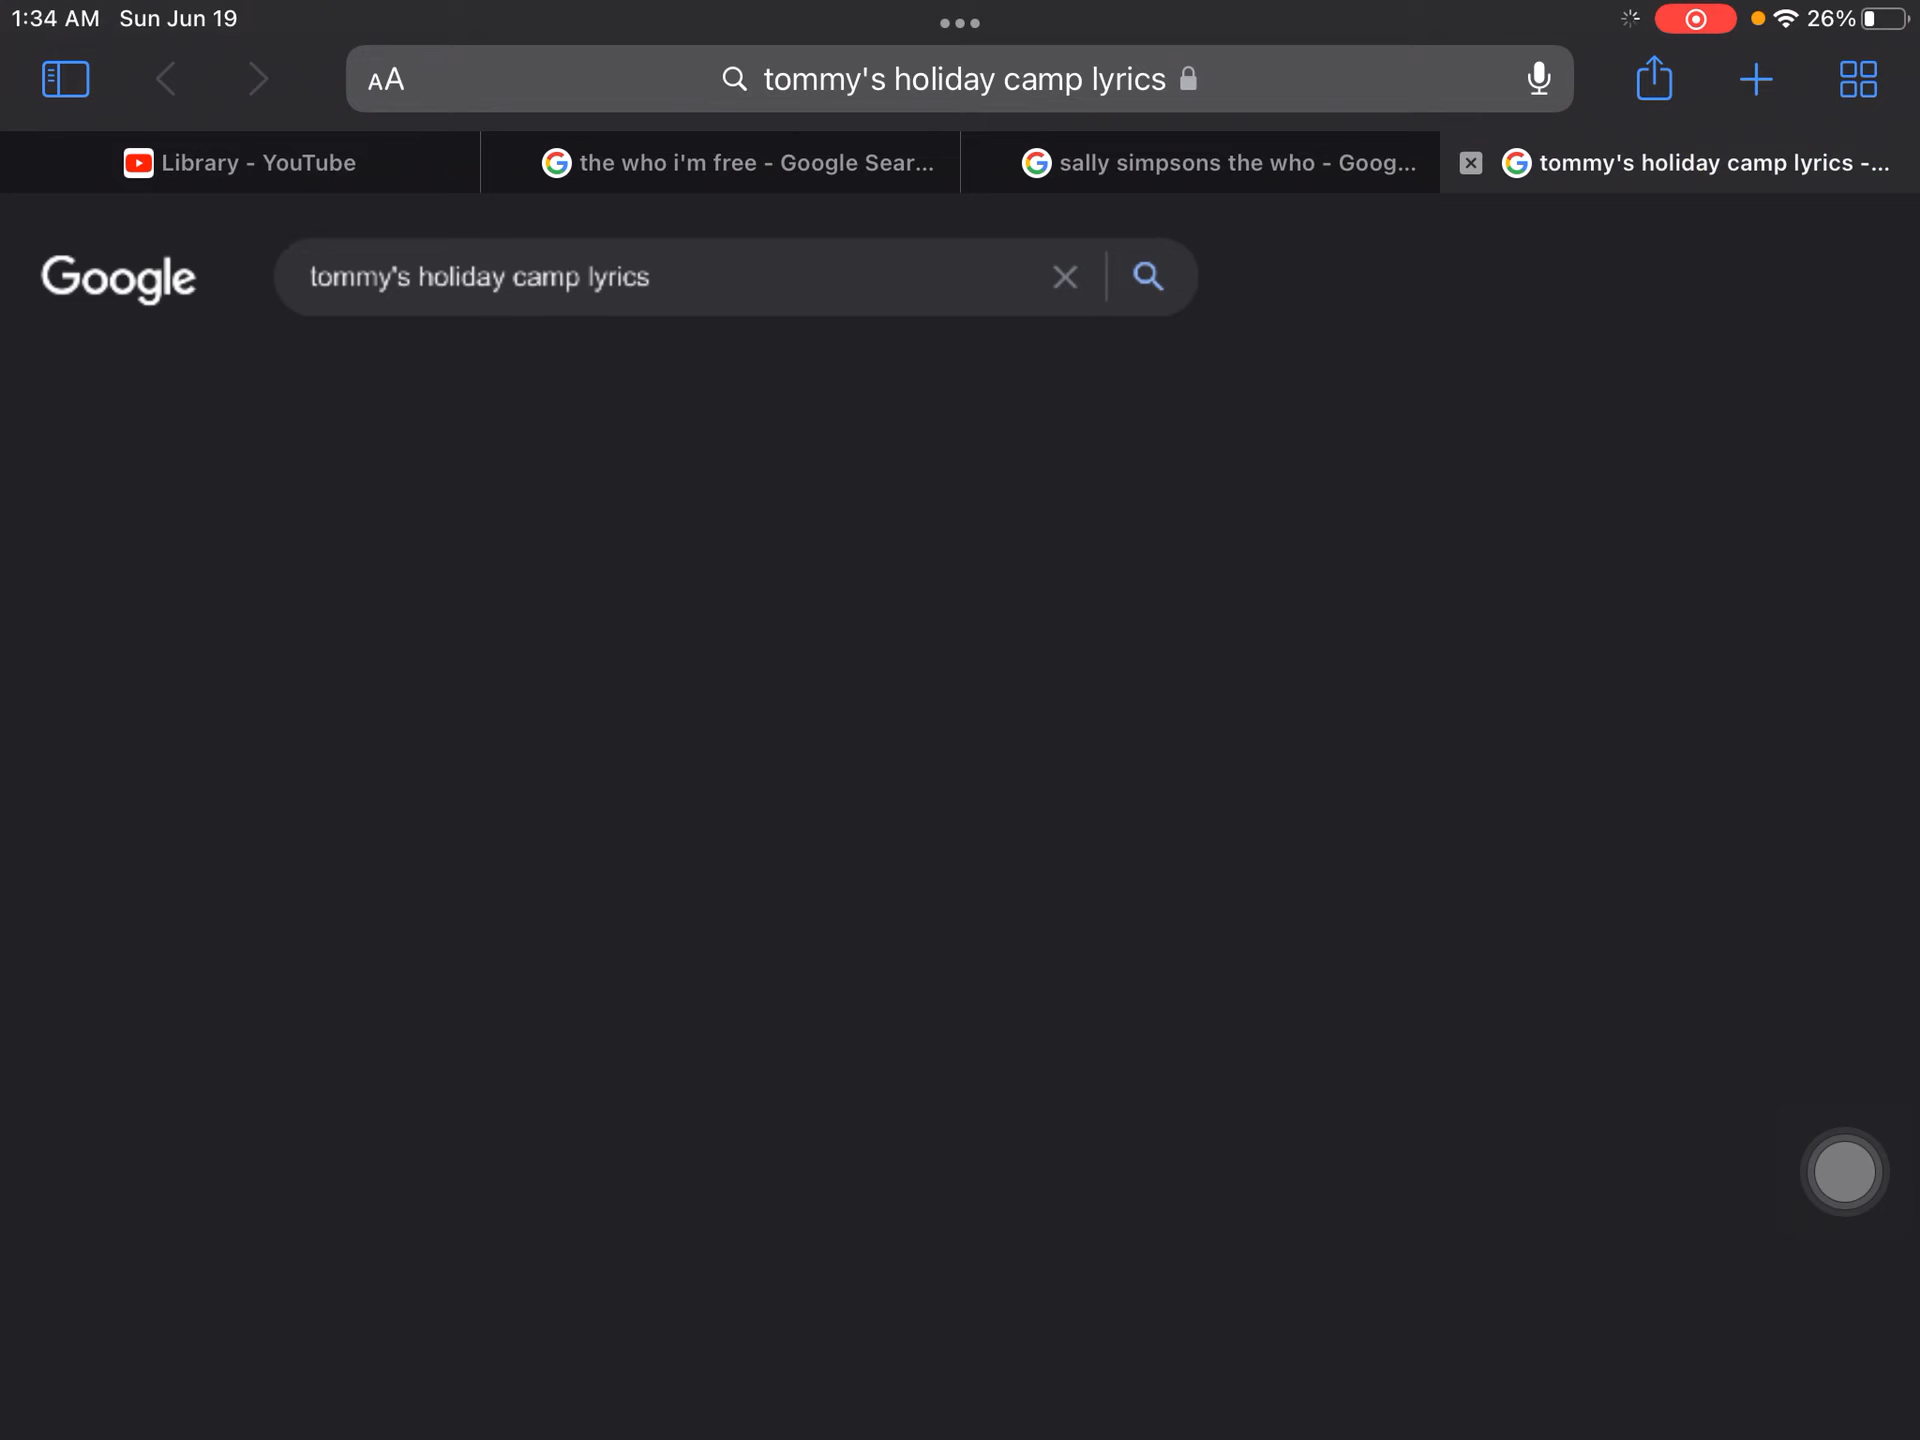 1:34 AM Sun Jun 19
26%
AA
tommy's holiday camp lyrics
Library - YouTube
the who i'm free - Google Sear...
sally simpsons the who - Goog...
tommy's holiday camp lyrics -...
Google
tommy's holiday camp lyrics